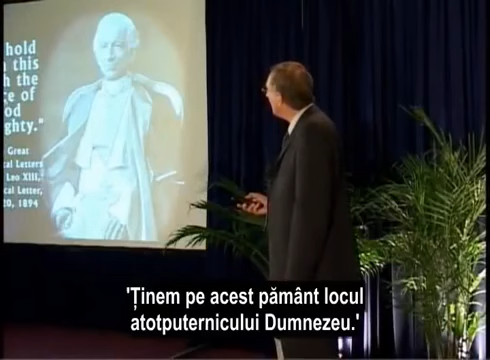 hold
this
h the
e of
od
ghty."
Great
cal Letters
Leo XIII,
cal Letter,
20, 1894
'Ținem pe acest pământ locul
atotputernicului Dumnezeu.'